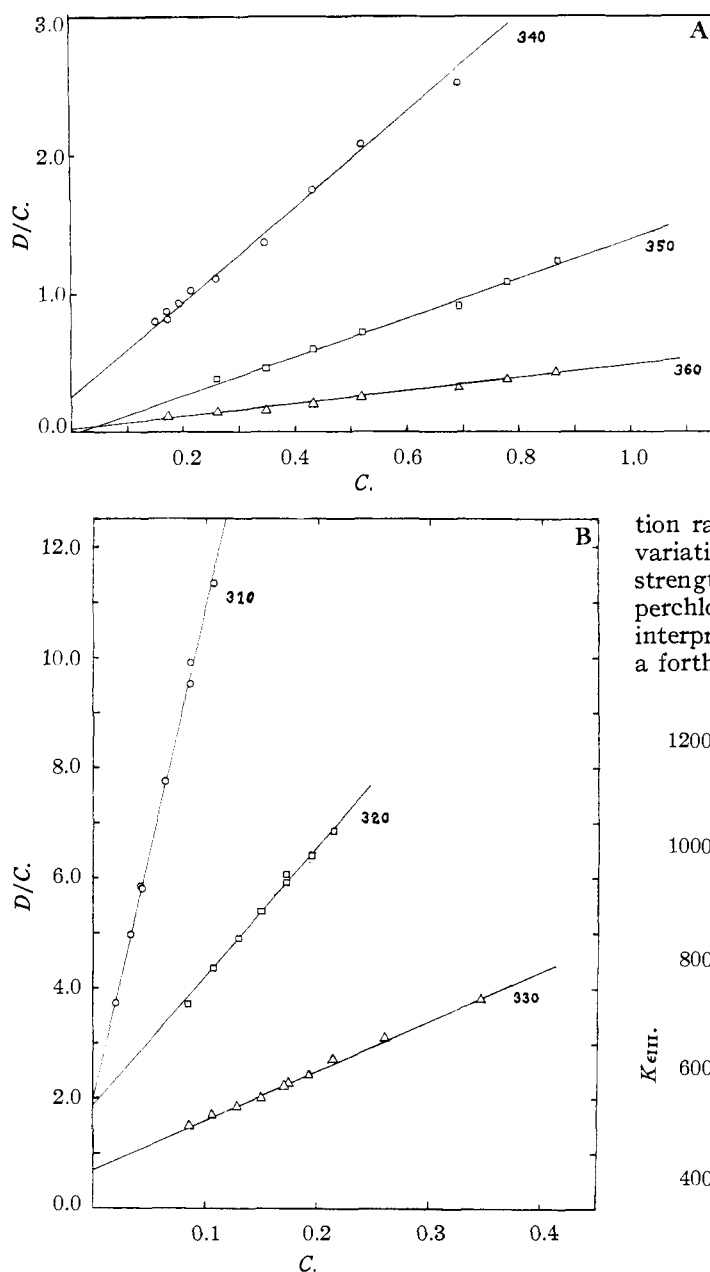 A
3.0
2.0
1.0
0.0
D/C.
340
350
360
0.2 0.4 0.6 0.8 1.0
C.
B
12.0
10.0
8.0
6.0
4.0
2.0
0.0
D/C.
310
320
330
0.1 0.2 0.3 0.4
C.
tion ra
variati
strengt
perchlo
interpr
a forth
1200
1000
800
600
400
KϵIII.